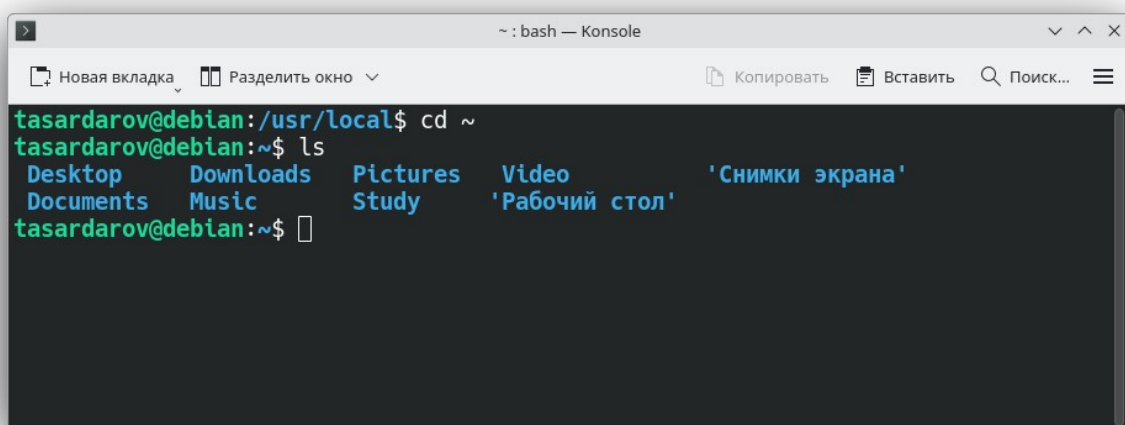 ~ : bash — Konsole
Новая вкладка Разделить окно Копировать Вставить Поиск...
tasardarov@debian:/usr/local$ cd ~
tasardarov@debian:~$ ls
Desktop Downloads Pictures Video 'Снимки экрана'
Documents Music Study 'Рабочий стол'
tasardarov@debian:~$